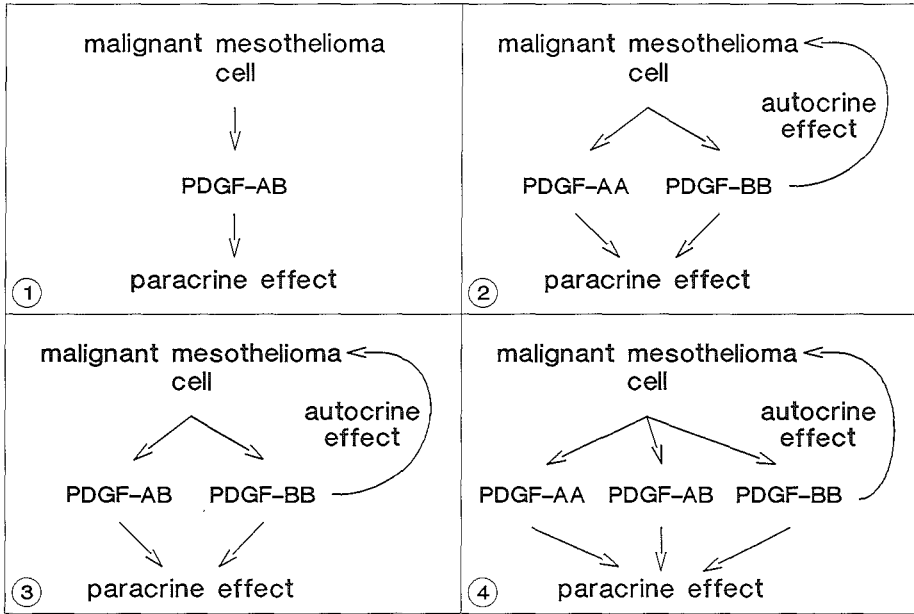 malignant mesothelioma
cell
PDGF-AB
paracrine effect
1
malignant mesothelioma
cell
autocrine
effect
PDGF-AA PDGF-BB
paracrine effect
2
malignant mesothelioma
cell
autocrine
effect
PDGF-AB PDGF-BB
paracrine effect
3
malignant mesothelioma
cell
autocrine
effect
PDGF-AA PDGF-AB PDGF-BB
paracrine effect
4